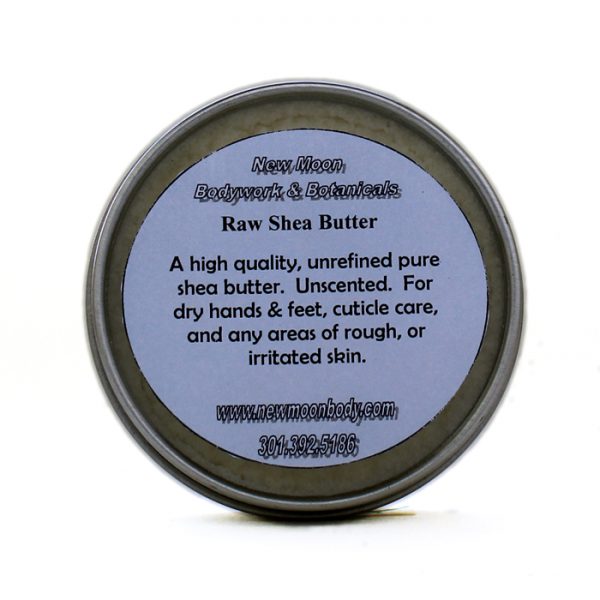 New Moon
Bodywork & Botanicals
Raw Shea Butter
A high quality, unrefined pure
shea butter. Unscented. For
dry hands & feet, cuticle care,
and any areas of rough, or
irritated skin.
www.newmoonbody.com
301.392.5186